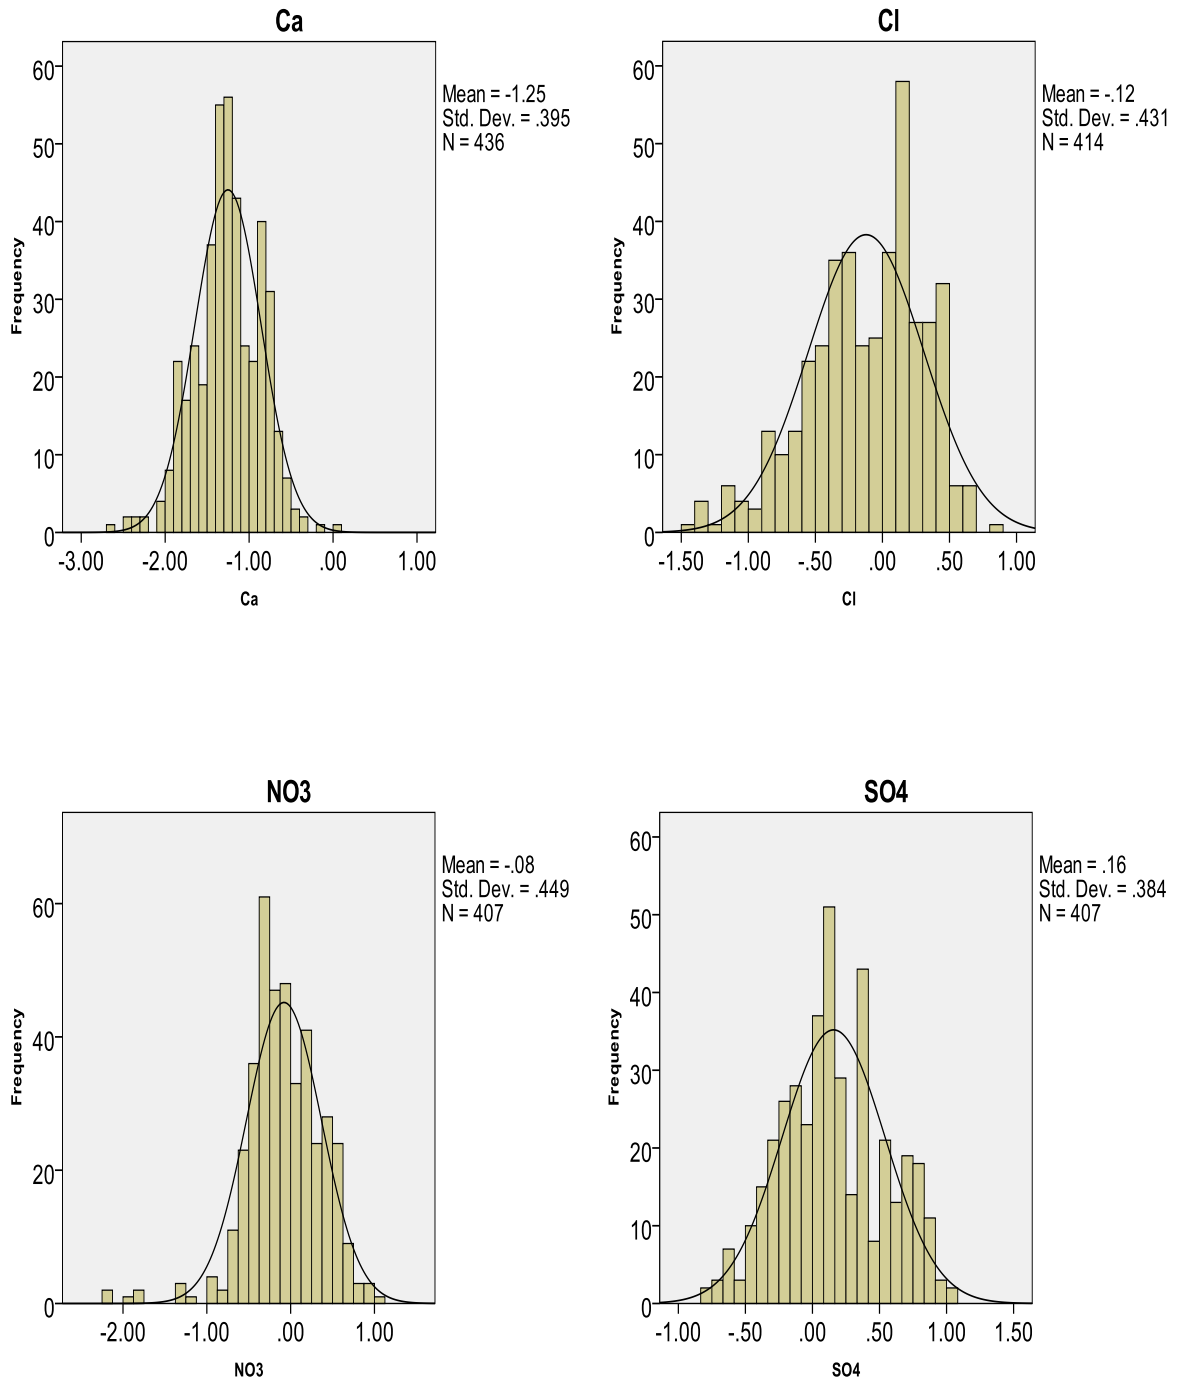 Ca
60
50
40
30
20
10
0
Frequency
-3.00 -2.00 -1.00 .00 1.00
Ca
Mean = -1.25
Std. Dev. = .395
N = 436
Cl
60
50
40
30
20
10
0
Frequency
-1.50 -1.00 -.50 .00 .50 1.00
Cl
Mean = -.12
Std. Dev. = .431
N = 414
NO3
60
40
20
0
Frequency
-2.00 -1.00 .00 1.00
NO3
Mean = -.08
Std. Dev. = .449
N = 407
SO4
60
50
40
30
20
10
0
Frequency
-1.00 -.50 .00 .50 1.00 1.50
SO4
Mean = .16
Std. Dev. = .384
N = 407